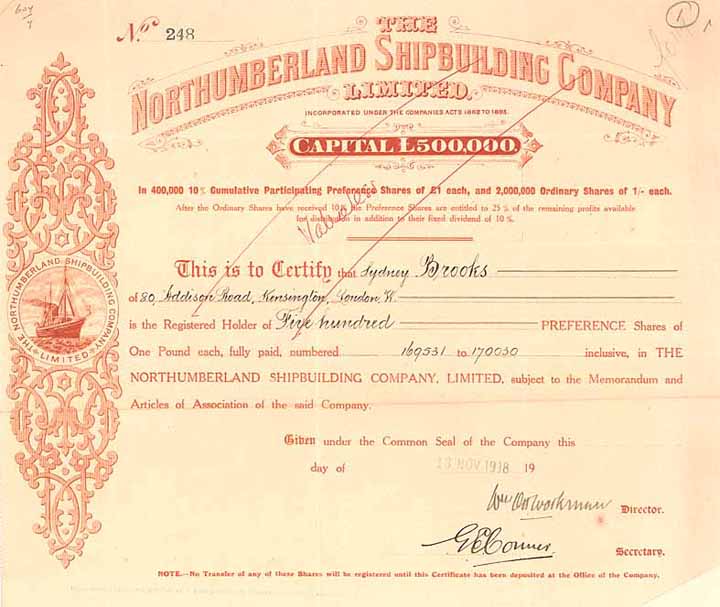 No. 248
THE
NORTHUMBERLAND SHIPBUILDING COMPANY
LIMITED.
INCORPORATED UNDER THE COMPANIES ACTS 1862 TO 1893.
CAPITAL £500,000.
In 400,000 10% Cumulative Participating Preference Shares of £1 each, and 2,000,000 Ordinary Shares of 1/- each.
After the Ordinary Shares have received 10% the Preference Shares are entitled to 25% of the remaining profits available
for distribution in addition to their fixed dividend of 10%.
Valueless
This is to Certify that Sydney Brooks
of 80 Addison Road, Kensington, London, W.
is the Registered Holder of Five hundred PREFERENCE Shares of
One Pound each, fully paid, numbered 169531 to 170030 inclusive, in THE
NORTHUMBERLAND SHIPBUILDING COMPANY, LIMITED, subject to the Memorandum and
Articles of Association of the said Company.
THE NORTHUMBERLAND SHIPBUILDING COMPANY LIMITED
Given under the Common Seal of the Company this
day of 13 NOV 1918 19
Director.
Secretary.
NOTE.—No Transfer of any of these Shares will be registered until this Certificate has been deposited at the Office of the Company.